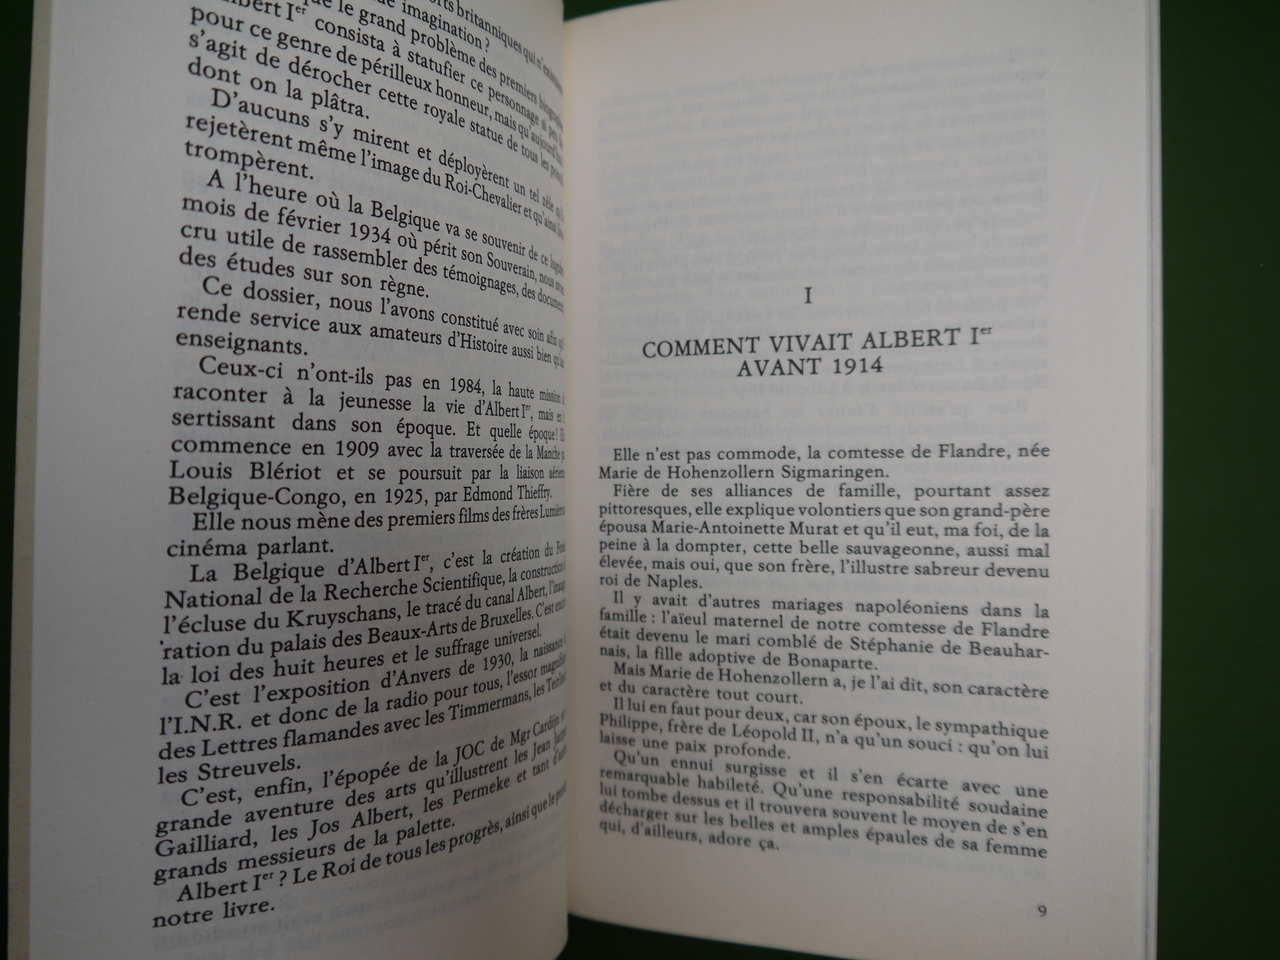 britanniques qui n'existèrent
imagination ?
que le grand problème des premiers biographes
Albert Ier consista à statufier ce personnage si peu
pour ce genre de périlleux honneur, mais qu'aujourd'hui
s'agit de dérocher cette royale statue de tous les
dont on la plâtra.
D'aucuns s'y mirent et déployèrent un tel zèle
rejetèrent même l'image du Roi-Chevalier et qu'ainsi
trompèrent.
A l'heure où la Belgique va se souvenir de ce
mois de février 1934 où périt son Souverain, nous avons
cru utile de rassembler des témoignages, des documents
des études sur son règne.
Ce dossier, nous l'avons constitué avec soin afin
rende service aux amateurs d'Histoire aussi bien
enseignants.
Ceux-ci n'ont-ils pas en 1984, la haute mission
raconter à la jeunesse la vie d'Albert Ier, mais
sertissant dans son époque. Et quelle époque !
commence en 1909 avec la traversée de la Manche
Louis Blériot et se poursuit par la liaison
Belgique-Congo, en 1925, par Edmond Thieffry.
Elle nous mène des premiers films des frères Lumière
cinéma parlant.
La Belgique d'Albert Ier, c'est la création du
National de la Recherche Scientifique, la construction
l'écluse du Kruyschans, le tracé du canal Albert,
ration du palais des Beaux-Arts de Bruxelles. C'est
la loi des huit heures et le suffrage universel.
C'est l'exposition d'Anvers de 1930, la naissance
l'I.N.R. et donc de la radio pour tous, l'essor magnifique
des Lettres flamandes avec les Timmermans, les
les Streuvels.
C'est, enfin, l'épopée de la JOC de Mgr Cardijn
grande aventure des arts qu'illustrent les Jean Jacques
Gailliard, les Jos Albert, les Permeke et tant
grands messieurs de la palette.
Albert Ier ? Le Roi de tous les progrès, ainsi que le
notre livre.
I
COMMENT VIVAIT ALBERT Ier
AVANT 1914
Elle n'est pas commode, la comtesse de Flandre, née
Marie de Hohenzollern Sigmaringen.
Fière de ses alliances de famille, pourtant assez
pittoresques, elle explique volontiers que son grand-père
épousa Marie-Antoinette Murat et qu'il eut, ma foi, de la
peine à la dompter, cette belle sauvageonne, aussi mal
élevée, mais oui, que son frère, l'illustre sabreur devenu
roi de Naples.
Il y avait d'autres mariages napoléoniens dans la
famille : l'aïeul maternel de notre comtesse de Flandre
était devenu le mari comblé de Stéphanie de Beauhar-
nais, la fille adoptive de Bonaparte.
Mais Marie de Hohenzollern a, je l'ai dit, son caractère
et du caractère tout court.
Il lui en faut pour deux, car son époux, le sympathique
Philippe, frère de Léopold II, n'a qu'un souci : qu'on lui
laisse une paix profonde.
Qu'un ennui surgisse et il s'en écarte avec une
remarquable habileté. Qu'une responsabilité soudaine
lui tombe dessus et il trouvera souvent le moyen de s'en
décharger sur les belles et amples épaules de sa femme
qui, d'ailleurs, adore ça.
9